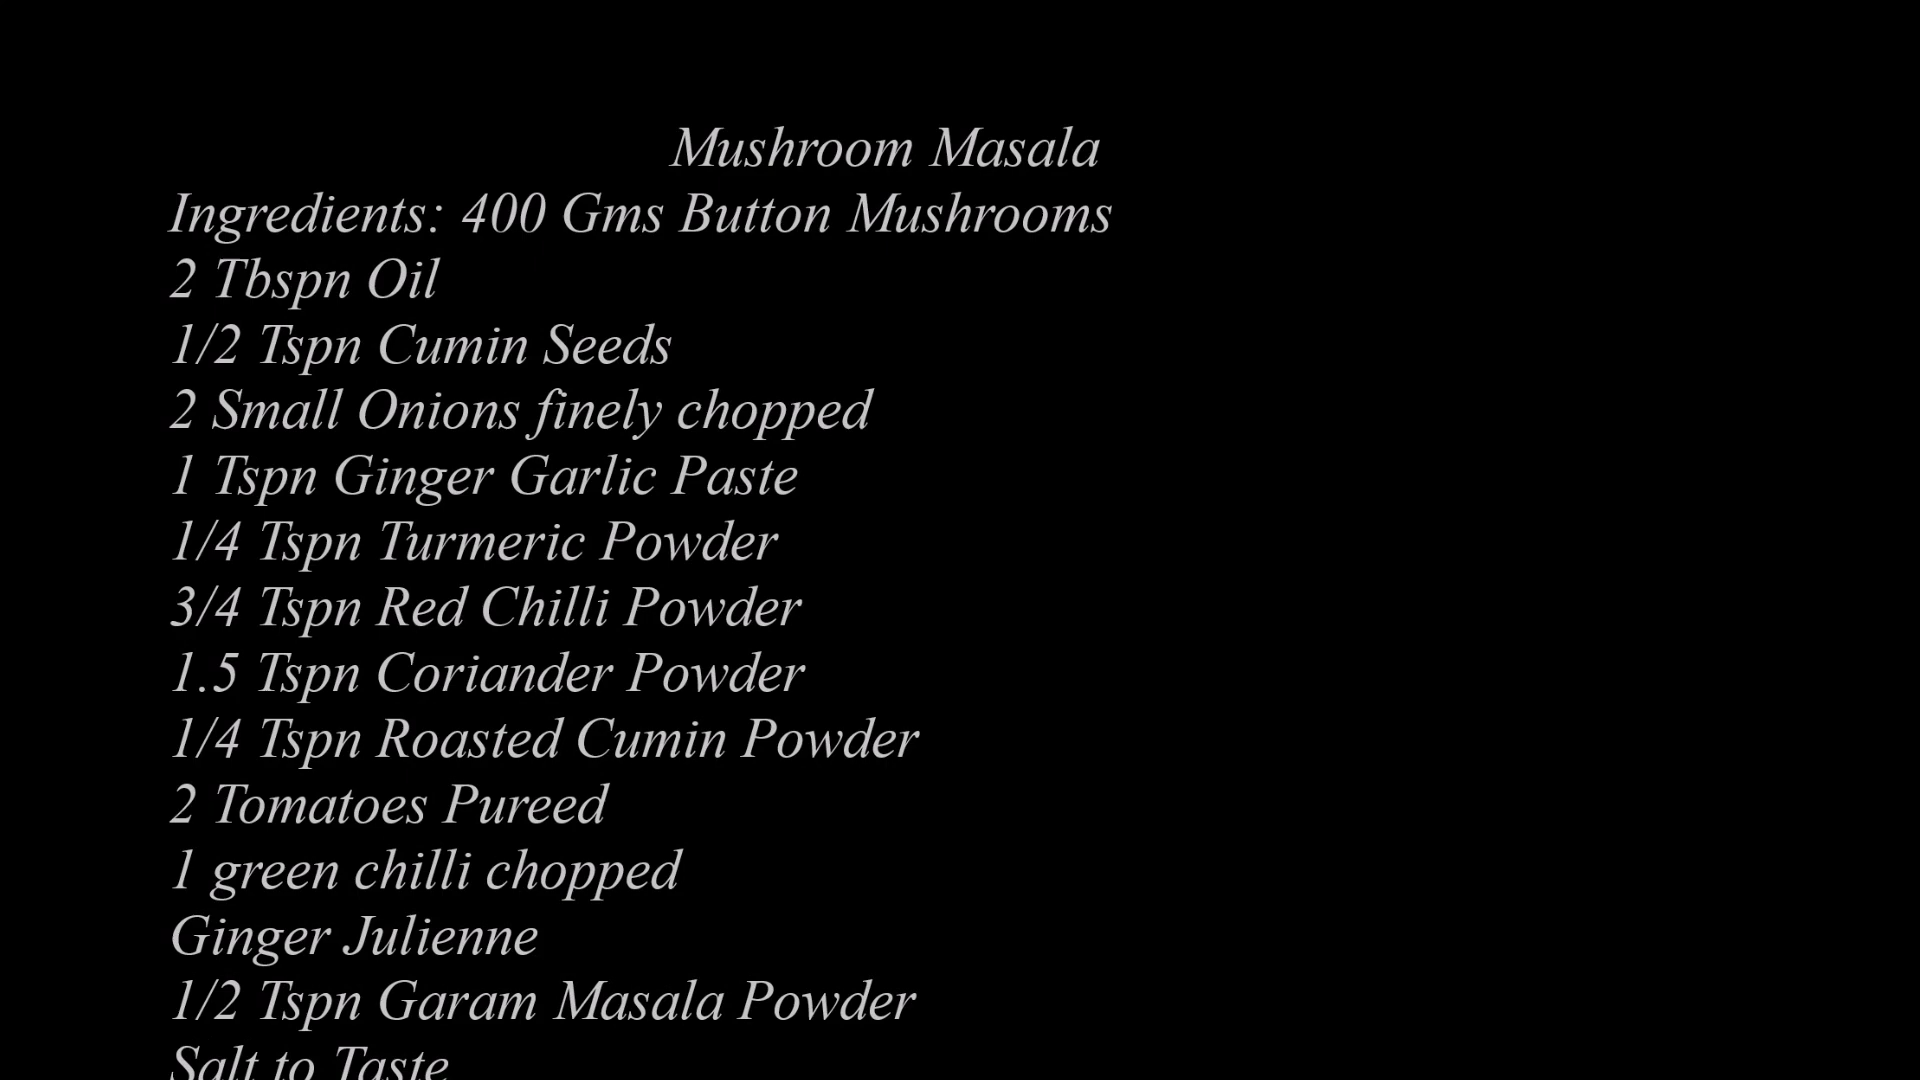 Mushroom Masala
Ingredients: 400 Gms Button Mushrooms
2 Tbspn Oil
1/2 Tspn Cumin Seeds
2 Small Onions finely chopped
1 Tspn Ginger Garlic Paste
1/4 Tspn Turmeric Powder
3/4 Tspn Red Chilli Powder
1.5 Tspn Coriander Powder
1/4 Tspn Roasted Cumin Powder
2 Tomatoes Pureed
1 green chilli chopped
Ginger Julienne
1/2 Tspn Garam Masala Powder
Salt to Taste